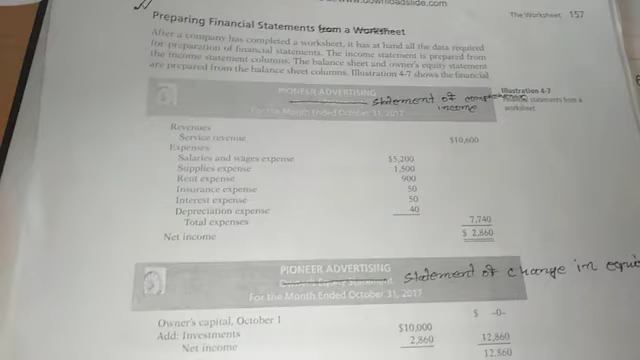 www.downloadslide.com
The Worksheet 157
Preparing Financial Statements from a Worksheet
After a company has completed a worksheet, it has at hand all the data required
for preparation of financial statements. The income statement is prepared from
the income statement columns. The balance sheet and owner's equity statement
are prepared from the balance sheet columns. Illustration 4-7 shows the financial
PIONEER ADVERTISING
statement of comprehensive
income
For the Month Ended October 31, 2017
Illustration 4-7
Financial statements from a
worksheet
Revenues
Service revenue $10,600
Expenses
Salaries and wages expense $5,200
Supplies expense 1,500
Rent expense 900
Insurance expense 50
Interest expense 50
Depreciation expense 40
Total expenses 7,740
Net income $ 2,860
PIONEER ADVERTISING
Owner's Equity Statement
statement of change in equi
For the Month Ended October 31, 2017
Owner's capital, October 1 $ -0-
Add: Investments $10,000
Net income 2,860 12,860
12,860